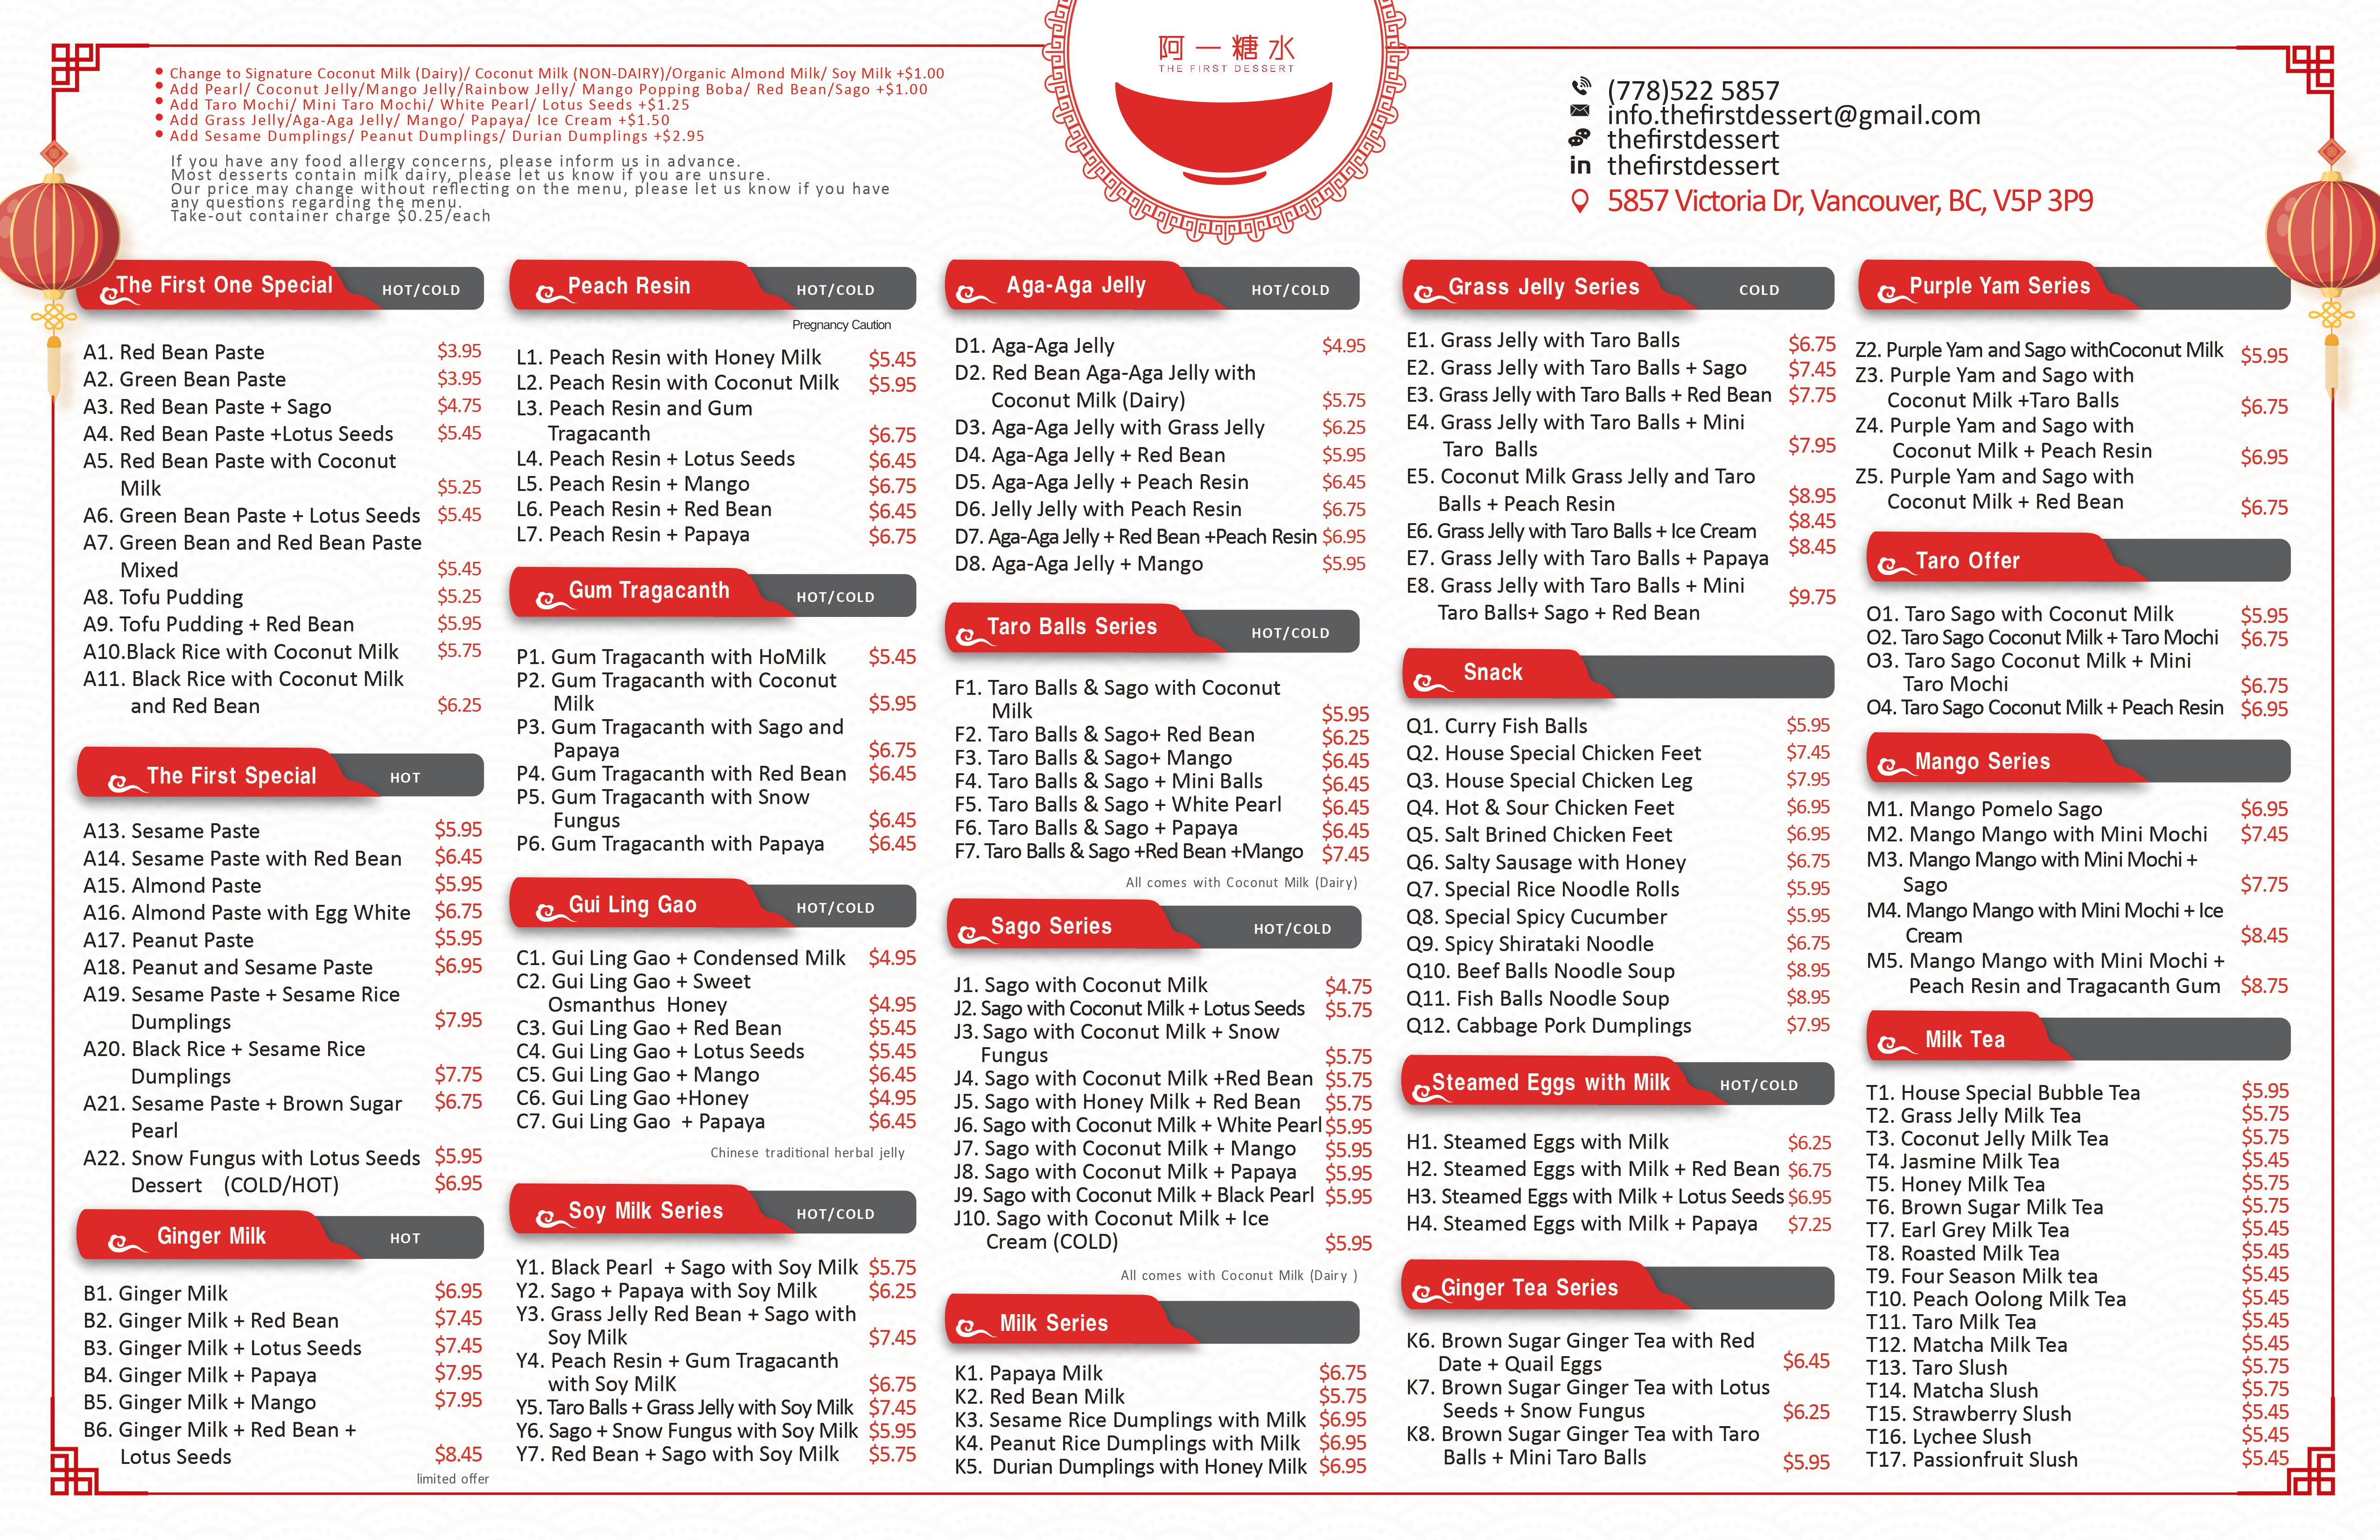 阿一糖水
THE FIRST DESSERT
Change to Signature Coconut Milk (Dairy)/ Coconut Milk (NON-DAIRY)/Organic Almond Milk/ Soy Milk +$1.00
Add Pearl/ Coconut Jelly/Mango Jelly/Rainbow Jelly/ Mango Popping Boba/ Red Bean/Sago +$1.00
Add Taro Mochi/ Mini Taro Mochi/ White Pearl/ Lotus Seeds +$1.25
Add Grass Jelly/Aga-Aga Jelly/ Mango/ Papaya/ Ice Cream +$1.50
Add Sesame Dumplings/ Peanut Dumplings/ Durian Dumplings +$2.95
If you have any food allergy concerns, please inform us in advance.
Most desserts contain milk dairy, please let us know if you are unsure.
Our price may change without reflecting on the menu, please let us know if you have
any questions regarding the menu.
Take-out container charge $0.25/each
(778)522 5857
info.thefirstdessert@gmail.com
thefirstdessert
in thefirstdessert
5857 Victoria Dr, Vancouver, BC, V5P 3P9
The First One Special HOT/COLD
A1. Red Bean Paste $3.95
A2. Green Bean Paste $3.95
A3. Red Bean Paste + Sago $4.75
A4. Red Bean Paste +Lotus Seeds $5.45
A5. Red Bean Paste with Coconut
Milk $5.25
A6. Green Bean Paste + Lotus Seeds $5.45
A7. Green Bean and Red Bean Paste
Mixed $5.45
A8. Tofu Pudding $5.25
A9. Tofu Pudding + Red Bean $5.95
A10.Black Rice with Coconut Milk $5.75
A11. Black Rice with Coconut Milk
and Red Bean $6.25
The First Special HOT
A13. Sesame Paste $5.95
A14. Sesame Paste with Red Bean $6.45
A15. Almond Paste $5.95
A16. Almond Paste with Egg White $6.75
A17. Peanut Paste $5.95
A18. Peanut and Sesame Paste $6.95
A19. Sesame Paste + Sesame Rice
Dumplings $7.95
A20. Black Rice + Sesame Rice
Dumplings $7.75
A21. Sesame Paste + Brown Sugar $6.75
Pearl
A22. Snow Fungus with Lotus Seeds $5.95
Dessert (COLD/HOT) $6.95
Ginger Milk HOT
B1. Ginger Milk $6.95
B2. Ginger Milk + Red Bean $7.45
B3. Ginger Milk + Lotus Seeds $7.45
B4. Ginger Milk + Papaya $7.95
B5. Ginger Milk + Mango $7.95
B6. Ginger Milk + Red Bean +
Lotus Seeds $8.45
limited offer
Peach Resin HOT/COLD
Pregnancy Caution
L1. Peach Resin with Honey Milk $5.45
L2. Peach Resin with Coconut Milk $5.95
L3. Peach Resin and Gum
Tragacanth $6.75
L4. Peach Resin + Lotus Seeds $6.45
L5. Peach Resin + Mango $6.75
L6. Peach Resin + Red Bean $6.45
L7. Peach Resin + Papaya $6.75
Gum Tragacanth HOT/COLD
P1. Gum Tragacanth with HoMilk $5.45
P2. Gum Tragacanth with Coconut
Milk $5.95
P3. Gum Tragacanth with Sago and
Papaya $6.75
P4. Gum Tragacanth with Red Bean $6.45
P5. Gum Tragacanth with Snow
Fungus $6.45
P6. Gum Tragacanth with Papaya $6.45
Gui Ling Gao HOT/COLD
C1. Gui Ling Gao + Condensed Milk $4.95
C2. Gui Ling Gao + Sweet
Osmanthus Honey $4.95
C3. Gui Ling Gao + Red Bean $5.45
C4. Gui Ling Gao + Lotus Seeds $5.45
C5. Gui Ling Gao + Mango $6.45
C6. Gui Ling Gao +Honey $4.95
C7. Gui Ling Gao + Papaya $6.45
Chinese traditional herbal jelly
Soy Milk Series HOT/COLD
Y1. Black Pearl + Sago with Soy Milk $5.75
Y2. Sago + Papaya with Soy Milk $6.25
Y3. Grass Jelly Red Bean + Sago with
Soy Milk $7.45
Y4. Peach Resin + Gum Tragacanth
with Soy MilK $6.75
Y5. Taro Balls + Grass Jelly with Soy Milk $7.45
Y6. Sago + Snow Fungus with Soy Milk $5.95
Y7. Red Bean + Sago with Soy Milk $5.75
Aga-Aga Jelly HOT/COLD
D1. Aga-Aga Jelly $4.95
D2. Red Bean Aga-Aga Jelly with
Coconut Milk (Dairy) $5.75
D3. Aga-Aga Jelly with Grass Jelly $6.25
D4. Aga-Aga Jelly + Red Bean $5.95
D5. Aga-Aga Jelly + Peach Resin $6.45
D6. Jelly Jelly with Peach Resin $6.75
D7. Aga-Aga Jelly + Red Bean +Peach Resin $6.95
D8. Aga-Aga Jelly + Mango $5.95
Taro Balls Series HOT/COLD
F1. Taro Balls & Sago with Coconut
Milk $5.95
F2. Taro Balls & Sago+ Red Bean $6.25
F3. Taro Balls & Sago+ Mango $6.45
F4. Taro Balls & Sago + Mini Balls $6.45
F5. Taro Balls & Sago + White Pearl $6.45
F6. Taro Balls & Sago + Papaya $6.45
F7. Taro Balls & Sago +Red Bean +Mango $7.45
All comes with Coconut Milk (Dairy)
Sago Series HOT/COLD
J1. Sago with Coconut Milk $4.75
J2. Sago with Coconut Milk + Lotus Seeds $5.75
J3. Sago with Coconut Milk + Snow
Fungus $5.75
J4. Sago with Coconut Milk +Red Bean $5.75
J5. Sago with Honey Milk + Red Bean $5.75
J6. Sago with Coconut Milk + White Pearl $5.95
J7. Sago with Coconut Milk + Mango $5.95
J8. Sago with Coconut Milk + Papaya $5.95
J9. Sago with Coconut Milk + Black Pearl $5.95
J10. Sago with Coconut Milk + Ice
Cream (COLD) $5.95
All comes with Coconut Milk (Dairy )
Milk Series
K1. Papaya Milk $6.75
K2. Red Bean Milk $5.75
K3. Sesame Rice Dumplings with Milk $6.95
K4. Peanut Rice Dumplings with Milk $6.95
K5. Durian Dumplings with Honey Milk $6.95
Grass Jelly Series COLD
E1. Grass Jelly with Taro Balls $6.75
E2. Grass Jelly with Taro Balls + Sago $7.45
E3. Grass Jelly with Taro Balls + Red Bean $7.75
E4. Grass Jelly with Taro Balls + Mini
Taro Balls $7.95
E5. Coconut Milk Grass Jelly and Taro
Balls + Peach Resin $8.95
E6. Grass Jelly with Taro Balls + Ice Cream $8.45
E7. Grass Jelly with Taro Balls + Papaya $8.45
E8. Grass Jelly with Taro Balls + Mini
Taro Balls+ Sago + Red Bean $9.75
Snack
Q1. Curry Fish Balls $5.95
Q2. House Special Chicken Feet $7.45
Q3. House Special Chicken Leg $7.95
Q4. Hot & Sour Chicken Feet $6.95
Q5. Salt Brined Chicken Feet $6.95
Q6. Salty Sausage with Honey $6.75
Q7. Special Rice Noodle Rolls $5.95
Q8. Special Spicy Cucumber $5.95
Q9. Spicy Shirataki Noodle $6.75
Q10. Beef Balls Noodle Soup $8.95
Q11. Fish Balls Noodle Soup $8.95
Q12. Cabbage Pork Dumplings $7.95
Steamed Eggs with Milk HOT/COLD
H1. Steamed Eggs with Milk $6.25
H2. Steamed Eggs with Milk + Red Bean $6.75
H3. Steamed Eggs with Milk + Lotus Seeds $6.95
H4. Steamed Eggs with Milk + Papaya $7.25
Ginger Tea Series
K6. Brown Sugar Ginger Tea with Red
Date + Quail Eggs $6.45
K7. Brown Sugar Ginger Tea with Lotus
Seeds + Snow Fungus $6.25
K8. Brown Sugar Ginger Tea with Taro
Balls + Mini Taro Balls $5.95
Purple Yam Series
Z2. Purple Yam and Sago withCoconut Milk $5.95
Z3. Purple Yam and Sago with
Coconut Milk +Taro Balls $6.75
Z4. Purple Yam and Sago with
Coconut Milk + Peach Resin $6.95
Z5. Purple Yam and Sago with
Coconut Milk + Red Bean $6.75
Taro Offer
O1. Taro Sago with Coconut Milk $5.95
O2. Taro Sago Coconut Milk + Taro Mochi $6.75
O3. Taro Sago Coconut Milk + Mini
Taro Mochi $6.75
O4. Taro Sago Coconut Milk + Peach Resin $6.95
Mango Series
M1. Mango Pomelo Sago $6.95
M2. Mango Mango with Mini Mochi $7.45
M3. Mango Mango with Mini Mochi +
Sago $7.75
M4. Mango Mango with Mini Mochi + Ice
Cream $8.45
M5. Mango Mango with Mini Mochi +
Peach Resin and Tragacanth Gum $8.75
Milk Tea
T1. House Special Bubble Tea $5.95
T2. Grass Jelly Milk Tea $5.75
T3. Coconut Jelly Milk Tea $5.75
T4. Jasmine Milk Tea $5.45
T5. Honey Milk Tea $5.75
T6. Brown Sugar Milk Tea $5.75
T7. Earl Grey Milk Tea $5.45
T8. Roasted Milk Tea $5.45
T9. Four Season Milk tea $5.45
T10. Peach Oolong Milk Tea $5.45
T11. Taro Milk Tea $5.45
T12. Matcha Milk Tea $5.45
T13. Taro Slush $5.75
T14. Matcha Slush $5.75
T15. Strawberry Slush $5.45
T16. Lychee Slush $5.45
T17. Passionfruit Slush $5.45